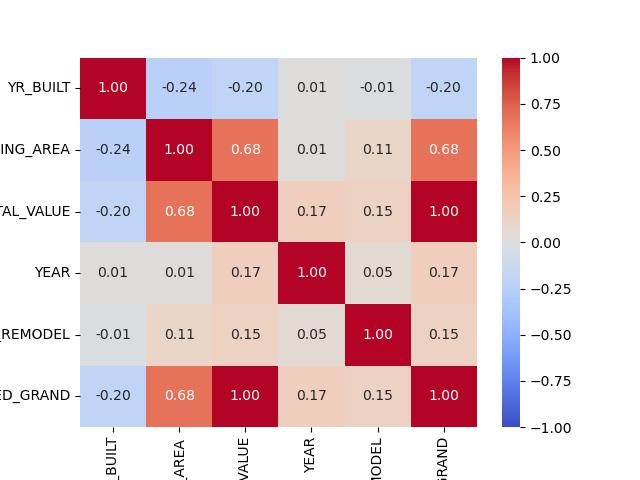 YR_BUILT 1.00 -0.24 -0.20 0.01 -0.01 -0.20
ING_AREA -0.24 1.00 0.68 0.01 0.11 0.68
TAL_VALUE -0.20 0.68 1.00 0.17 0.15 1.00
YEAR 0.01 0.01 0.17 1.00 0.05 0.17
_REMODEL -0.01 0.11 0.15 0.05 1.00 0.15
ED_GRAND -0.20 0.68 1.00 0.17 0.15 1.00
_BUILT
_AREA
VALUE
YEAR
MODEL
GRAND
1.00
0.75
0.50
0.25
0.00
−0.25
−0.50
−0.75
−1.00